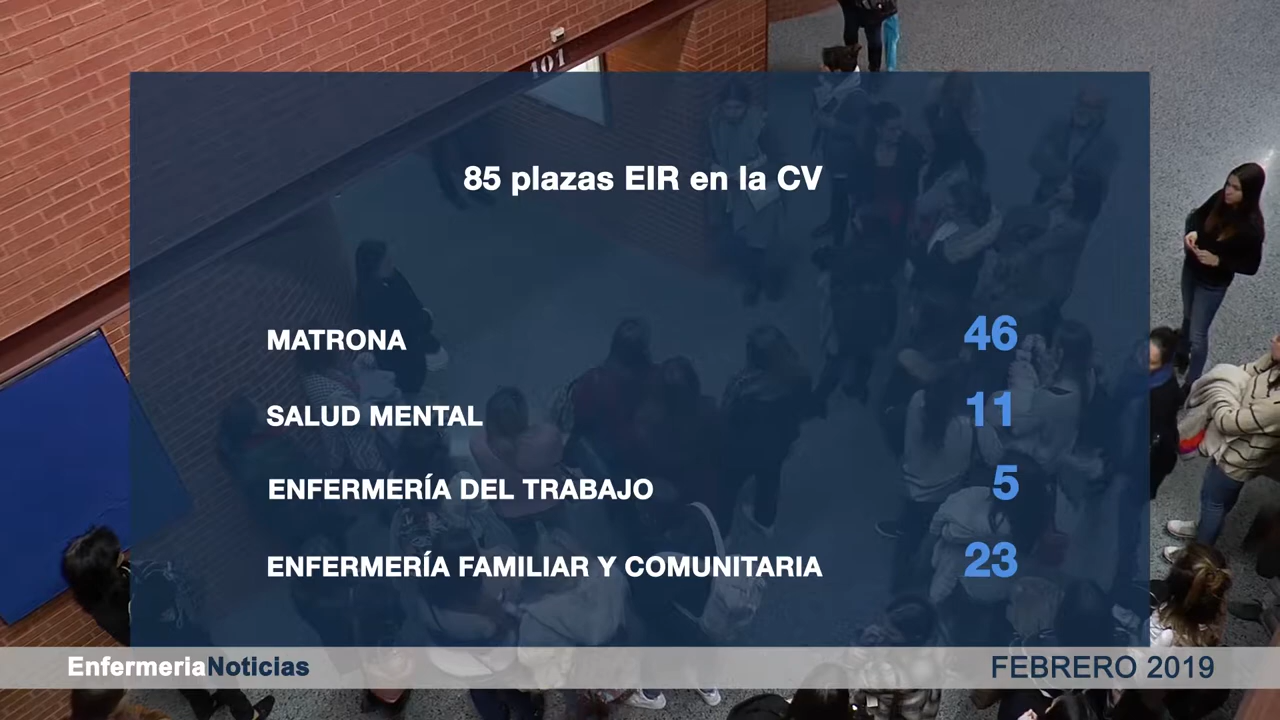 101
85 plazas EIR en la CV
MATRONA 46
SALUD MENTAL 11
ENFERMERÍA DEL TRABAJO 5
ENFERMERÍA FAMILIAR Y COMUNITARIA 23
EnfermeriaNoticias
FEBRERO 2019